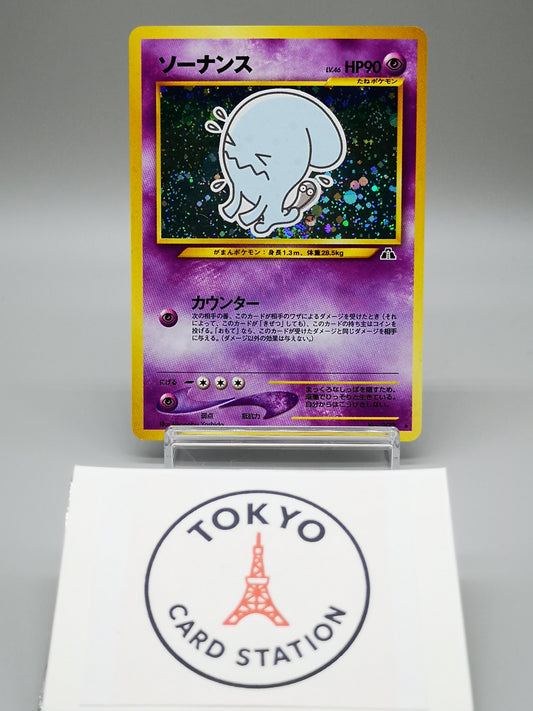 ソーナンス LV.46 HP90
たねポケモン
がまんポケモン：身長1.3m、体重28.5kg
カウンター
次の相手の番、このカードが相手のワザによるダメージを受けたとき（それ
によって、このカードが「きぜつ」しても）、このカードの持ち主はコインを
投げる。「おもて」なら、このカードが受けたダメージと同じダメージを相手
に与える。（ダメージ以外の効果は与えない。）
にげる
まっくろなしっぽを隠すため、
暗闇でひっそりと生きている。
自分からはこうげきしない。
弱点 抵抗力
TOKYO
CARD STATION